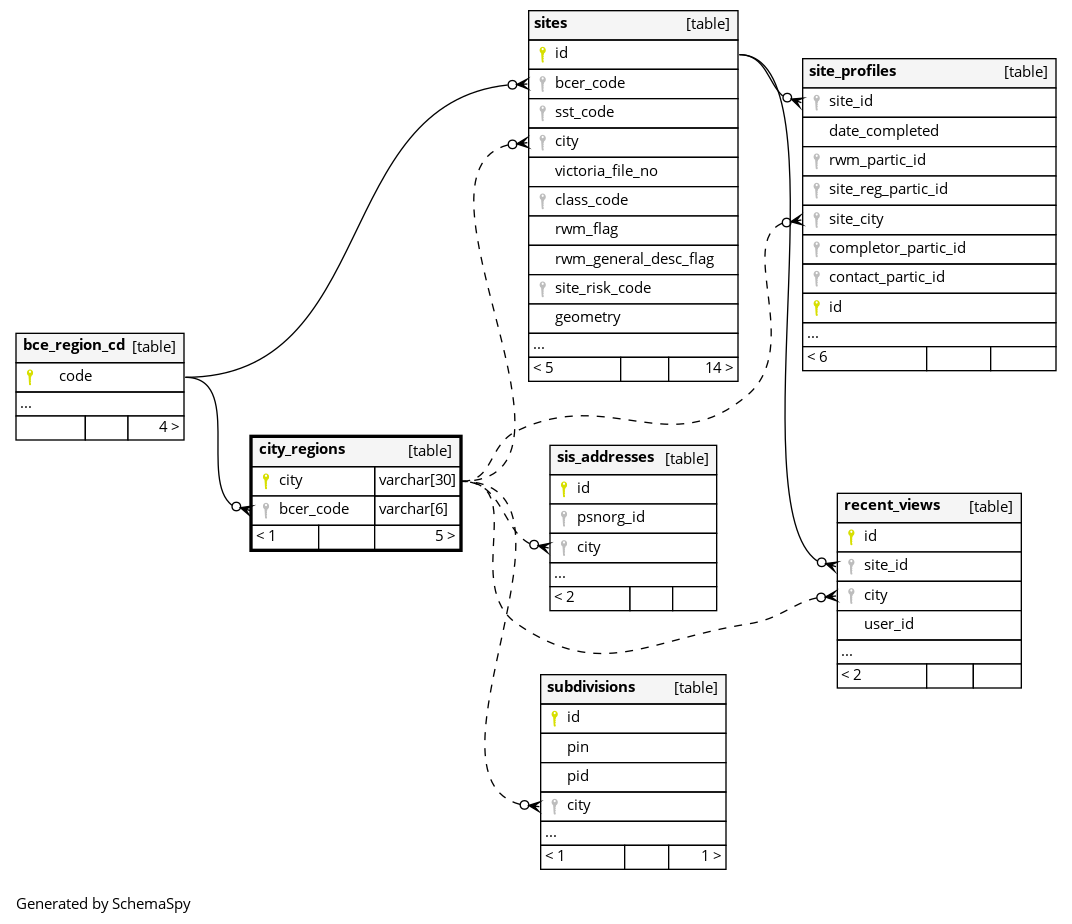 sites [table]
id
bcer_code
sst_code
city
victoria_file_no
class_code
rwm_flag
rwm_general_desc_flag
site_risk_code
geometry
...
< 5 14 >
site_profiles [table]
site_id
date_completed
rwm_partic_id
site_reg_partic_id
site_city
completor_partic_id
contact_partic_id
id
...
< 6
bce_region_cd [table]
code
...
4 >
city_regions [table]
city varchar[30]
bcer_code varchar[6]
< 1 5 >
sis_addresses [table]
id
psnorg_id
city
...
< 2
recent_views [table]
id
site_id
city
user_id
...
< 2
subdivisions [table]
id
pin
pid
city
...
< 1 1 >
Generated by SchemaSpy